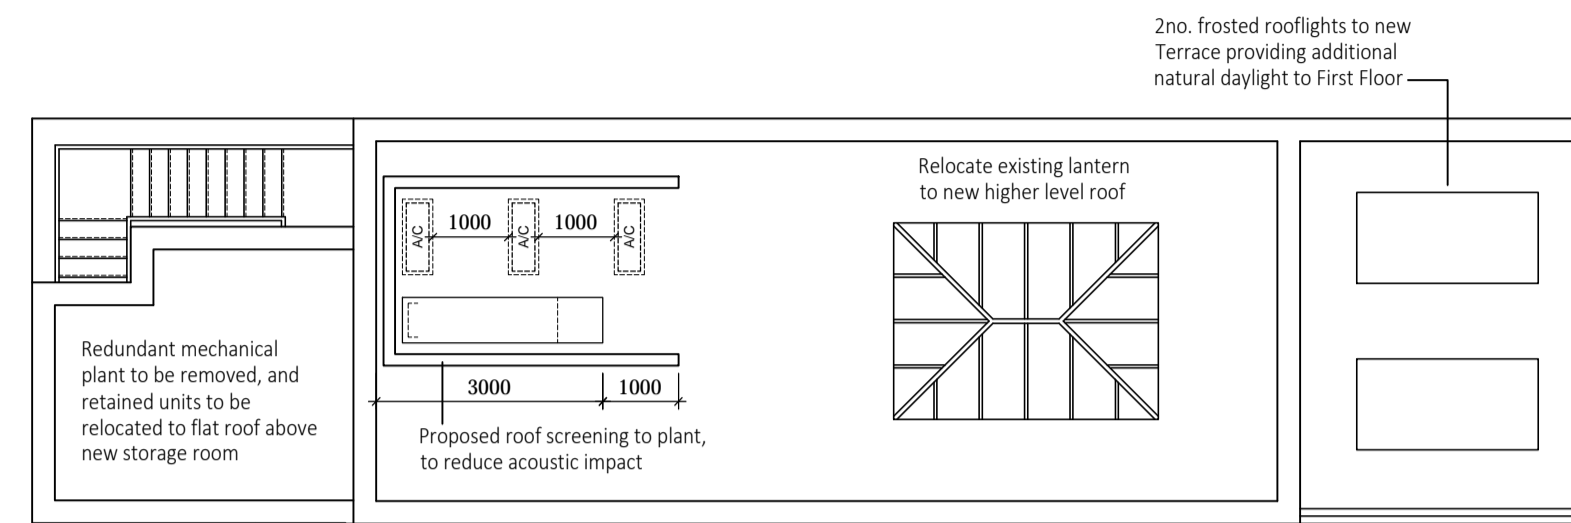 2no. frosted rooflights to new
Terrace providing additional
natural daylight to First Floor
Relocate existing lantern
to new higher level roof
A/C
1000
A/C
1000
A/C
3000
1000
Redundant mechanical
plant to be removed, and
retained units to be
relocated to flat roof above
new storage room
Proposed roof screening to plant,
to reduce acoustic impact